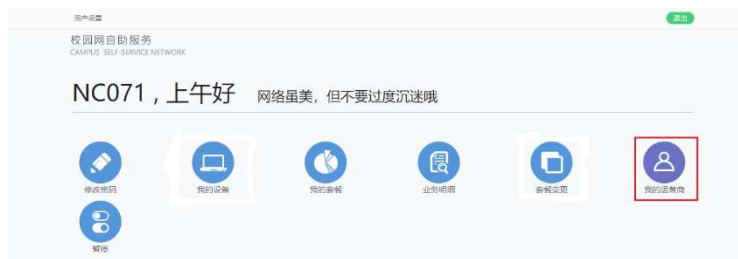 用户设置
退出
校园网自助服务
CAMPUS SELF-SERVICE NETWORK
NC071，上午好 网络虽美，但不要过度沉迷哦
修改密码 我的设备 我的套餐 业务明细 套餐变更 我的运营商
暂停